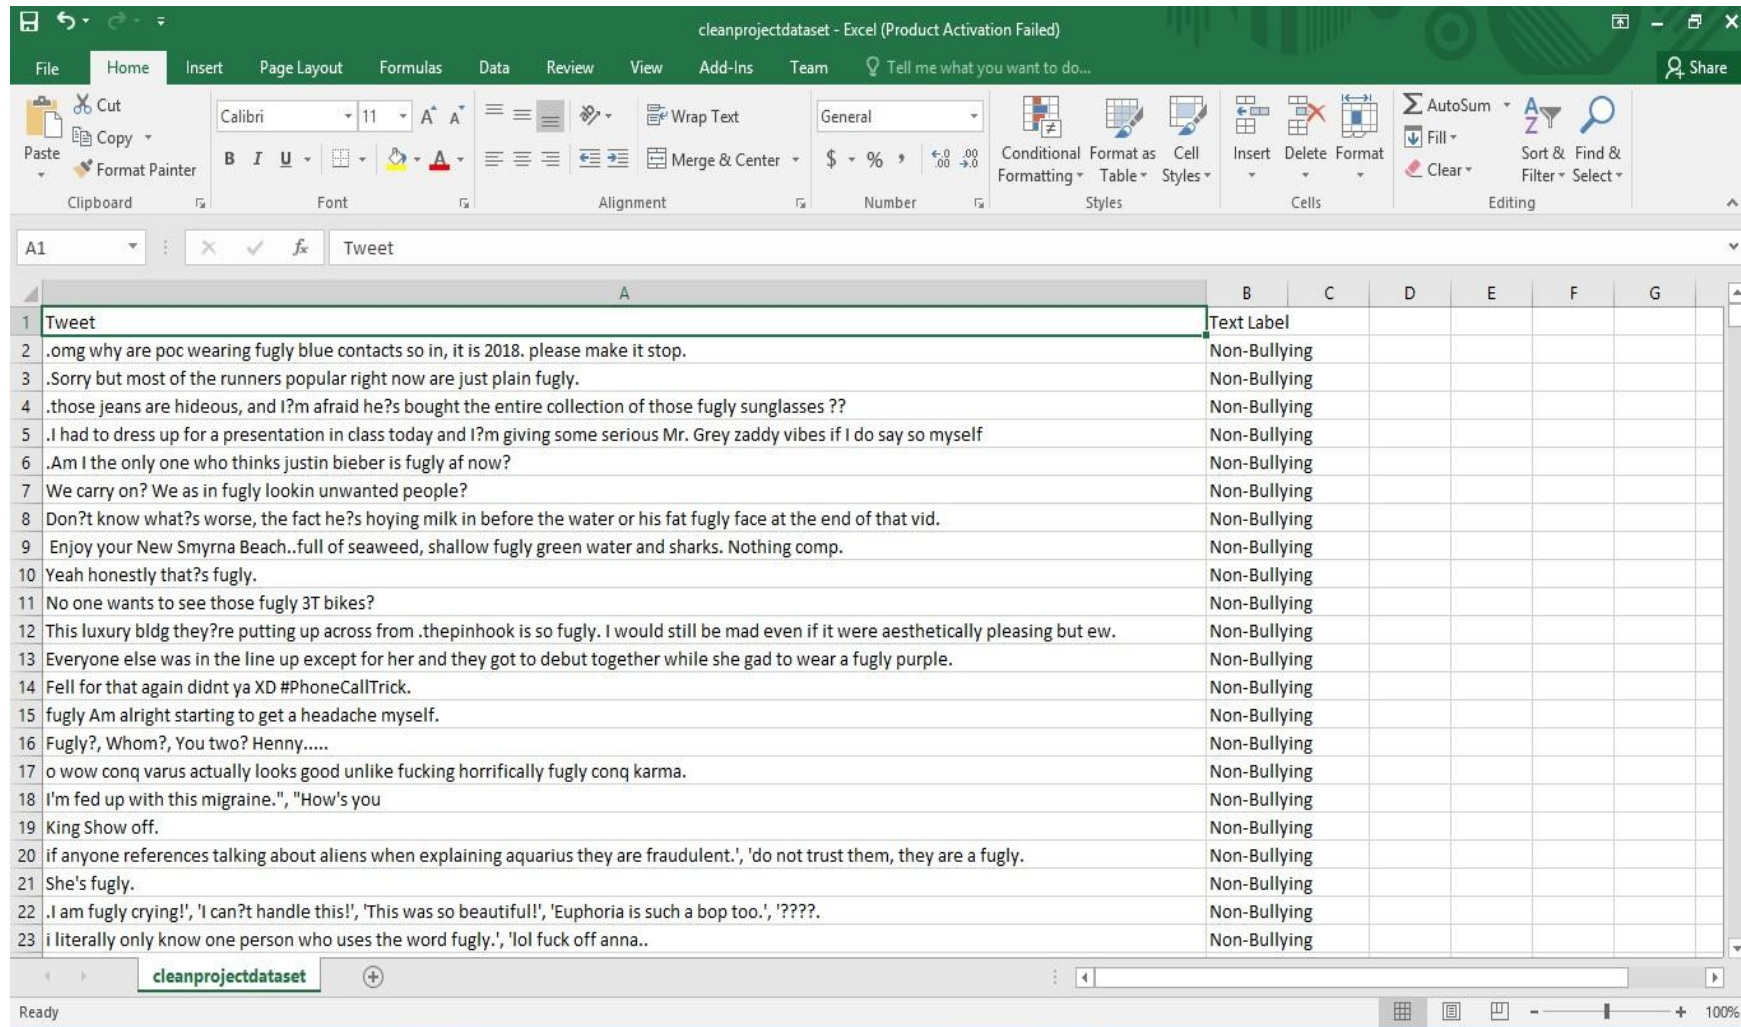 cleanprojectdataset - Excel (Product Activation Failed)
File Home Insert Page Layout Formulas Data Review View Add-Ins Team Tell me what you want to do... Share
Cut
Copy
Format Painter
Paste
Clipboard
Calibri 11 A A
B I U A
Font
Wrap Text
Merge & Center
Alignment
General
$ % , .0 .00 .00 .0
Number
Conditional Formatting
Format as Table
Cell Styles
Styles
Insert Delete Format
Cells
AutoSum
Fill
Clear
A Z
Sort & Filter
Find & Select
Editing
A1 fx Tweet
A B C D E F G
1 Tweet Text Label
2 .omg why are poc wearing fugly blue contacts so in, it is 2018. please make it stop. Non-Bullying
3 .Sorry but most of the runners popular right now are just plain fugly. Non-Bullying
4 .those jeans are hideous, and I?m afraid he?s bought the entire collection of those fugly sunglasses ?? Non-Bullying
5 .I had to dress up for a presentation in class today and I?m giving some serious Mr. Grey zaddy vibes if I do say so myself Non-Bullying
6 .Am I the only one who thinks justin bieber is fugly af now? Non-Bullying
7 We carry on? We as in fugly lookin unwanted people? Non-Bullying
8 Don?t know what?s worse, the fact he?s hoying milk in before the water or his fat fugly face at the end of that vid. Non-Bullying
9 Enjoy your New Smyrna Beach..full of seaweed, shallow fugly green water and sharks. Nothing comp. Non-Bullying
10 Yeah honestly that?s fugly. Non-Bullying
11 No one wants to see those fugly 3T bikes? Non-Bullying
12 This luxury bldg they?re putting up across from .thepinhook is so fugly. I would still be mad even if it were aesthetically pleasing but ew. Non-Bullying
13 Everyone else was in the line up except for her and they got to debut together while she gad to wear a fugly purple. Non-Bullying
14 Fell for that again didnt ya XD #PhoneCallTrick. Non-Bullying
15 fugly Am alright starting to get a headache myself. Non-Bullying
16 Fugly?, Whom?, You two? Henny..... Non-Bullying
17 o wow conq varus actually looks good unlike fucking horrifically fugly conq karma. Non-Bullying
18 I'm fed up with this migraine.", "How's you Non-Bullying
19 King Show off. Non-Bullying
20 if anyone references talking about aliens when explaining aquarius they are fraudulent.', 'do not trust them, they are a fugly. Non-Bullying
21 She's fugly. Non-Bullying
22 .I am fugly crying!', 'I can?t handle this!', 'This was so beautiful!', 'Euphoria is such a bop too.', '????. Non-Bullying
23 i literally only know one person who uses the word fugly.', 'lol fuck off anna.. Non-Bullying
cleanprojectdataset
Ready 100%